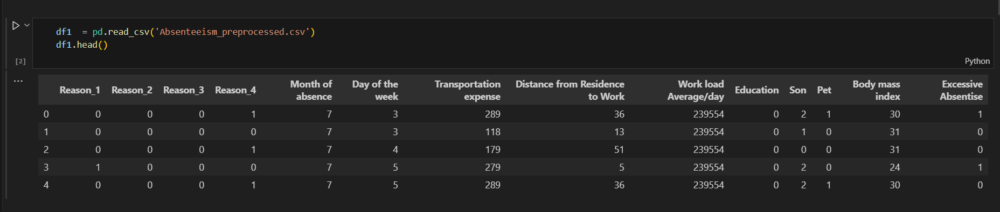 df1  = pd.read_csv('Absenteeism_preprocessed.csv')
df1.head()
[2]
Python
...
Reason_1 Reason_2 Reason_3 Reason_4 Month of absence Day of the week Transportation expense Distance from Residence to Work Work load Average/day Education Son Pet Body mass index Excessive Absentise
0 0 0 0 1 7 3 289 36 239554 0 2 1 30 1
1 0 0 0 0 7 3 118 13 239554 0 1 0 31 0
2 0 0 0 1 7 4 179 51 239554 0 0 0 31 0
3 1 0 0 0 7 5 279 5 239554 0 2 0 24 1
4 0 0 0 1 7 5 289 36 239554 0 2 1 30 0